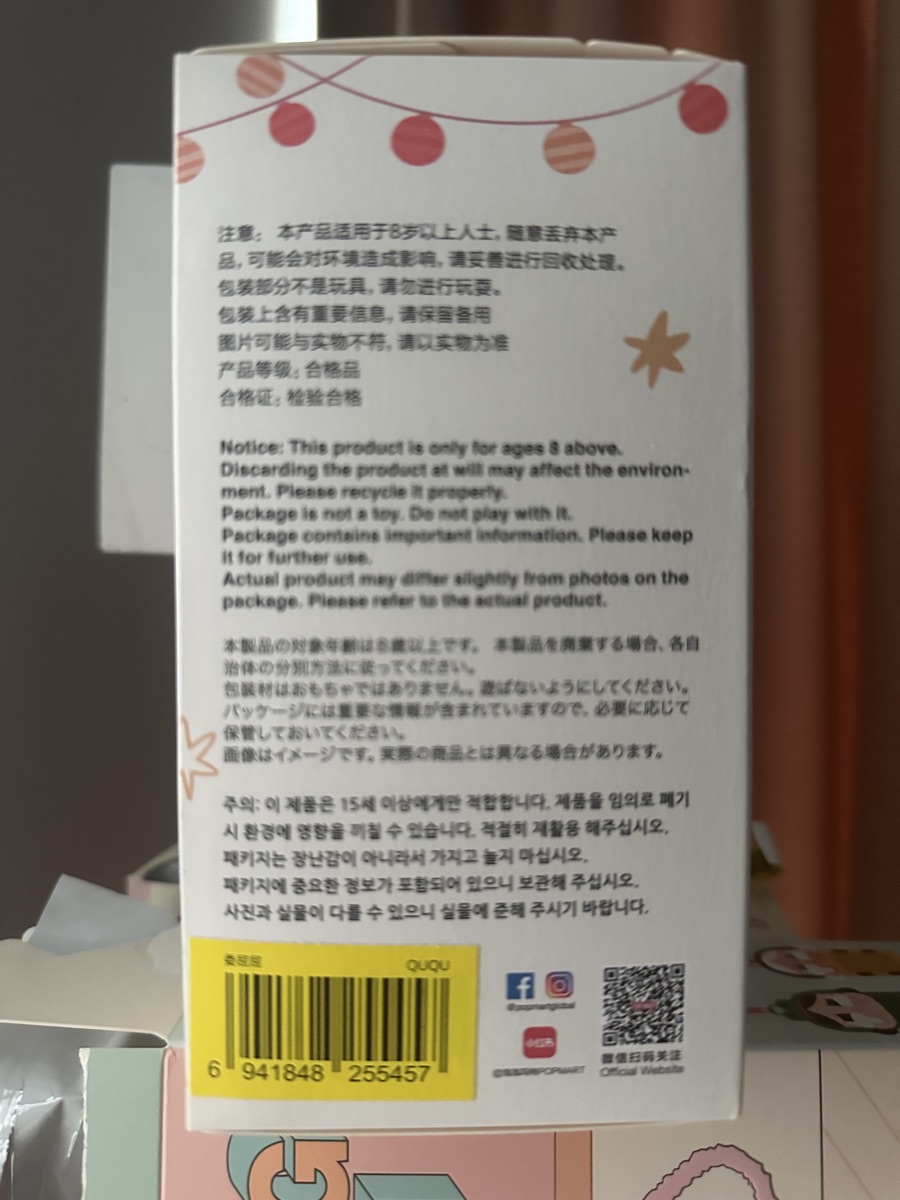 注意：本产品适用于8岁以上人士，随意丢弃本产
品，可能会对环境造成影响，请妥善进行回收处理。
包装部分不是玩具，请勿进行玩耍。
包装上含有重要信息，请保留备用
图片可能与实物不符，请以实物为准
产品等级：合格品
合格证：检验合格
Notice: This product is only for ages 8 above.
Discarding the product at will may affect the environ-
ment. Please recycle it properly.
Package is not a toy. Do not play with it.
Package contains important information. Please keep
it for further use.
Actual product may differ slightly from photos on the
package. Please refer to the actual product.
本製品の対象年齢は8歳以上です。 本製品を廃棄する場合、各自
治体の分別方法に従ってください。
包装材はおもちゃではありません。遊ばないようにしてください。
パッケージには重要な情報が含まれていますので、必要に応じて
保管しておいてください。
画像はイメージです。実際の商品とは異なる場合があります。
주의: 이 제품은 15세 이상에게만 적합합니다. 제품을 임의로 폐기
시 환경에 영향을 끼칠 수 있습니다. 적절히 재활용 해주십시오.
패키지는 장난감이 아니라서 가지고 놀지 마십시오.
패키지에 중요한 정보가 포함되어 있으니 보관해 주십시오.
사진과 실물이 다를 수 있으니 실물에 준해 주시기 바랍니다.
委屈屈 QUQU
6 941848 255457
@popmartglobal
小红书
POPMART
微信扫码关注
Official Website
G